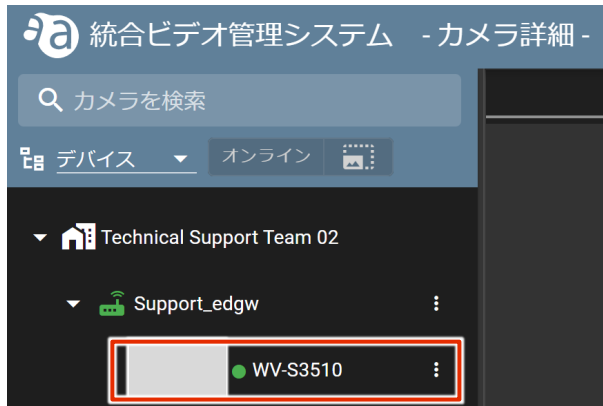 統合ビデオ管理システム - カメラ詳細 -
カメラを検索
デバイス オンライン
Technical Support Team 02
Support_edgw
WV-S3510